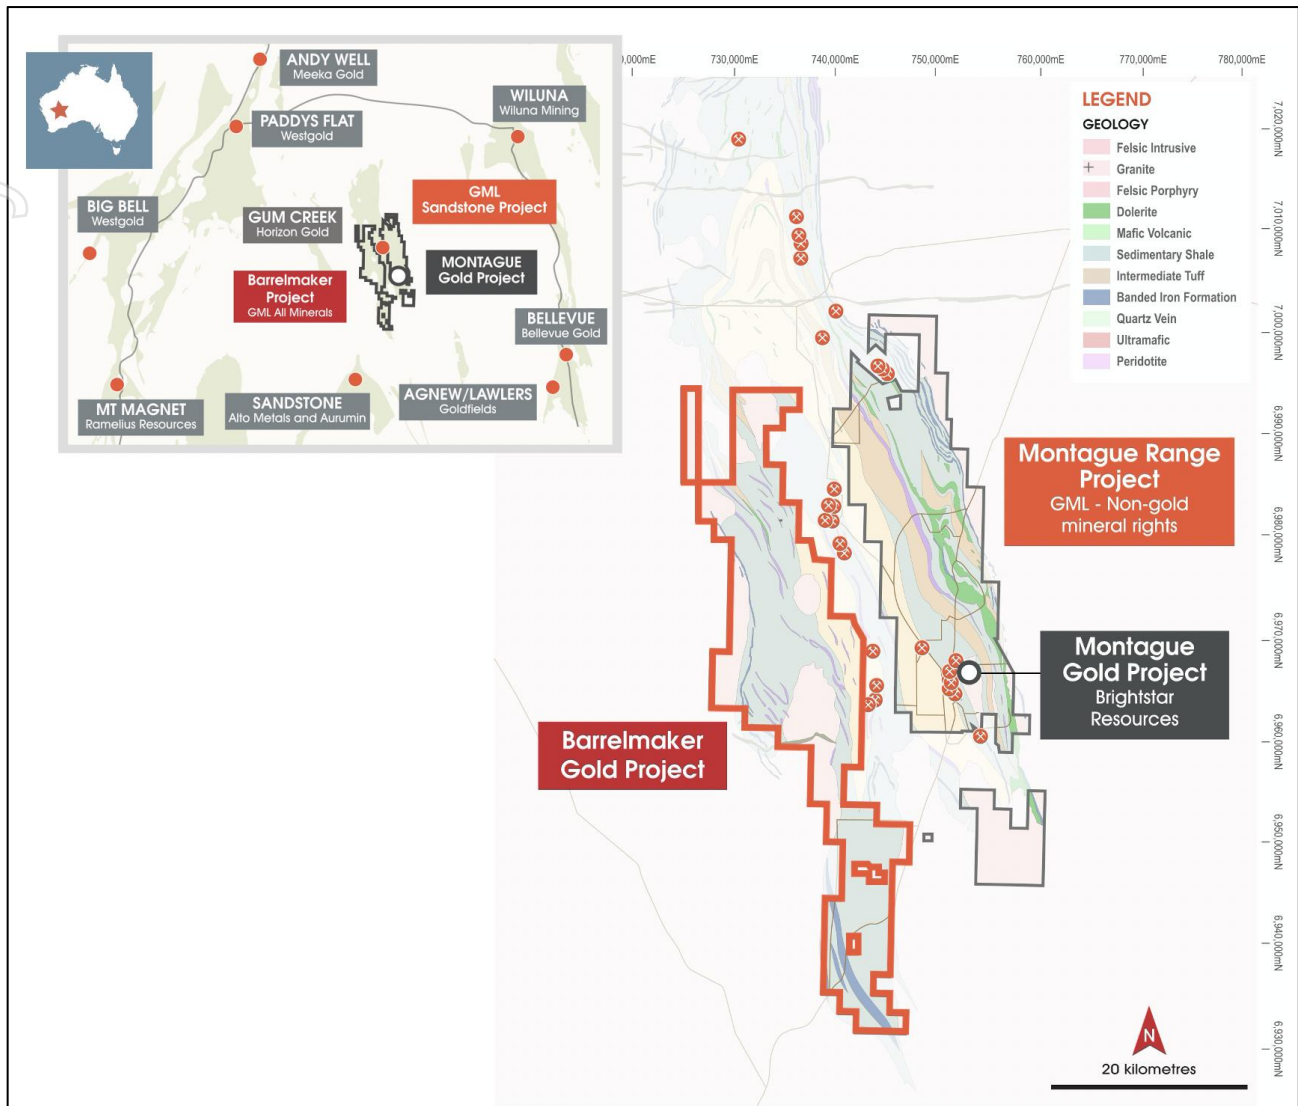 ANDY WELL
Meeka Gold
WILUNA
Wiluna Mining
PADDYS FLAT
Westgold
GML
Sandstone Project
BIG BELL
Westgold
GUM CREEK
Horizon Gold
MONTAGUE
Gold Project
Barrelmaker
Project
GML All Minerals
BELLEVUE
Bellevue Gold
MT MAGNET
Ramelius Resources
SANDSTONE
Alto Metals and Aurumin
AGNEW/LAWLERS
Goldfields
0,000mE
730,000mE
740,000mE
750,000mE
760,000mE
770,000mE
780,000mE
LEGEND
GEOLOGY
Felsic Intrusive
Granite
Felsic Porphyry
Dolerite
Mafic Volcanic
Sedimentary Shale
Intermediate Tuff
Banded Iron Formation
Quartz Vein
Ultramafic
Peridotite
7,020,000mN
7,010,000mN
7,000,000mN
6,990,000mN
6,980,000mN
6,970,000mN
6,960,000mN
6,950,000mN
6,940,000mN
6,930,000mN
Montague Range
Project
GML - Non-gold
mineral rights
Montague
Gold Project
Brightstar
Resources
Barrelmaker
Gold Project
N
20 kilometres